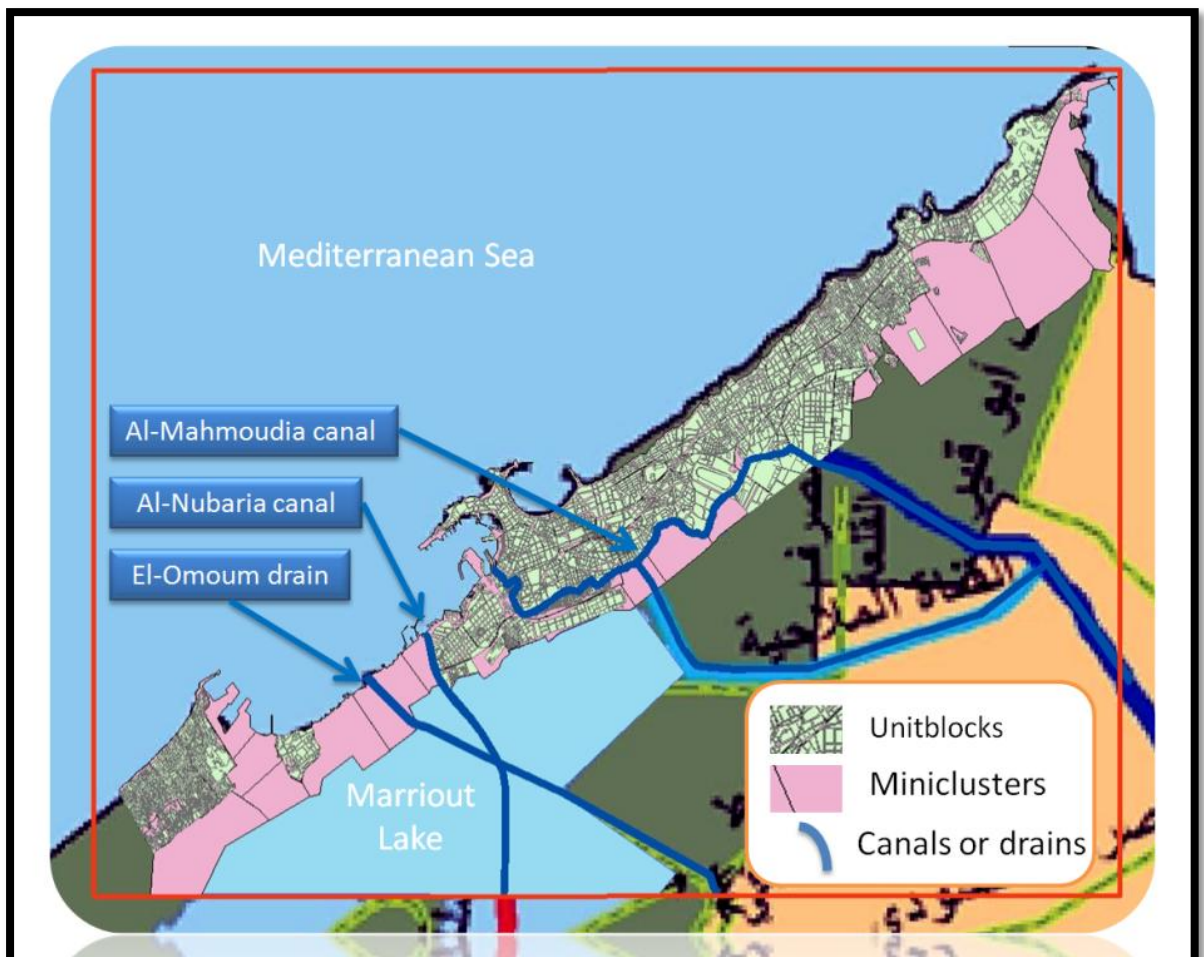 Mediterranean Sea
Al-Mahmoudia canal
Al-Nubaria canal
El-Omoum drain
Marriout
Lake
Unitblocks
Miniclusters
Canals or drains